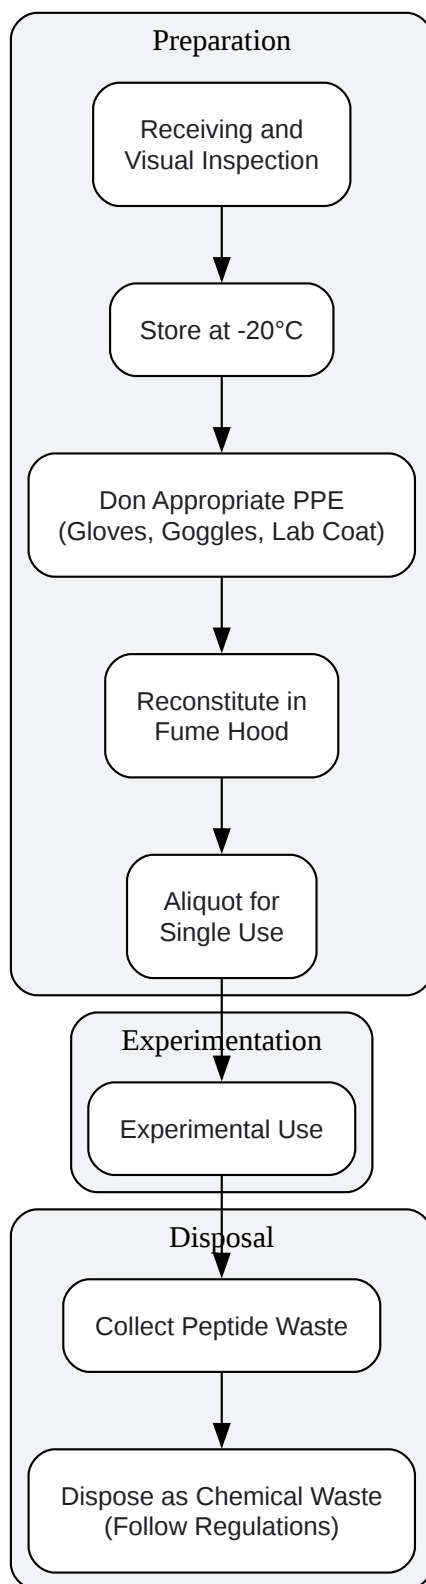 Preparation
Receiving and
Visual Inspection
Store at -20°C
Don Appropriate PPE
(Gloves, Goggles, Lab Coat)
Reconstitute in
Fume Hood
Aliquot for
Single Use
Experimentation
Experimental Use
Disposal
Collect Peptide Waste
Dispose as Chemical Waste
(Follow Regulations)